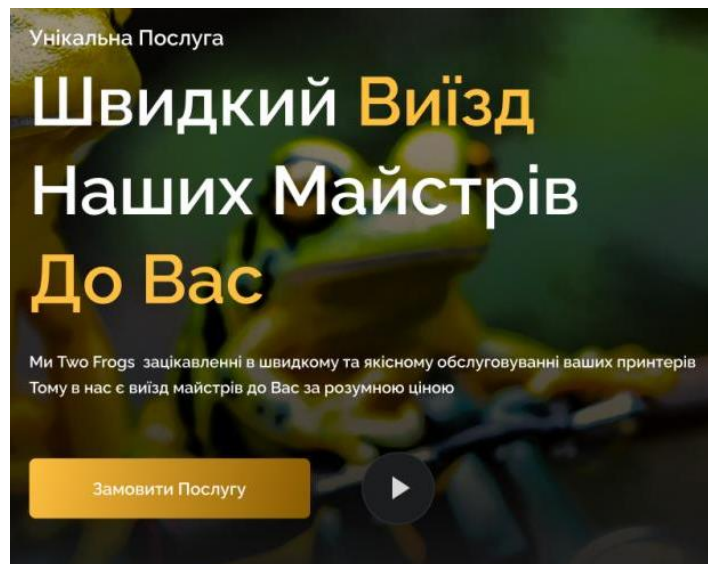 Унікальна Послуга
Швидкий Виїзд
Наших Майстрів
До Вас
Ми Two Frogs зацікавленні в швидкому та якісному обслуговуванні ваших принтерів
Тому в нас є виїзд майстрів до Вас за розумною ціною
Замовити Послугу